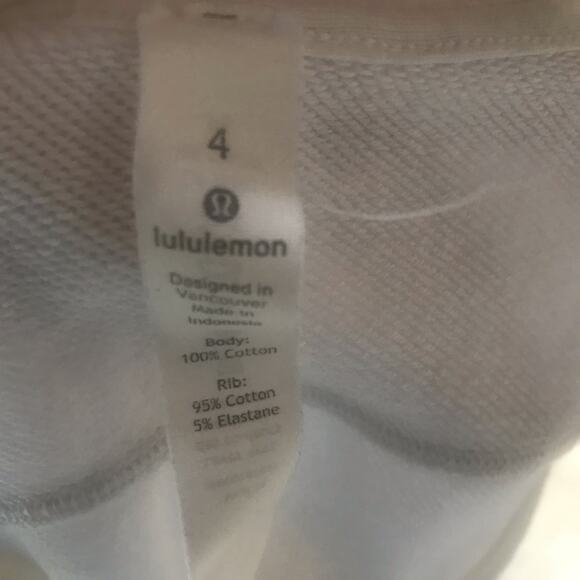 4
lululemon
Designed in
Vancouver
Made in
Indonesia
Body:
100% Cotton
Rib:
95% Cotton
5% Elastane